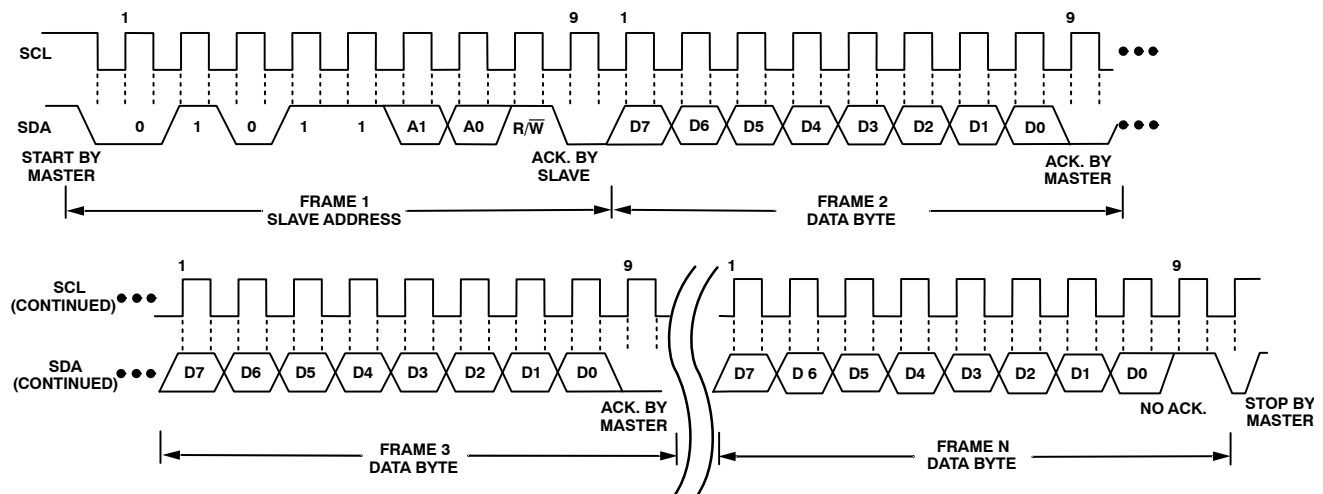 1 9 1 9
SCL
SDA 0 1 0 1 1 A1 A0 R/W̅ D7 D6 D5 D4 D3 D2 D1 D0
START BY MASTER
ACK. BY SLAVE
ACK. BY MASTER
FRAME 1
SLAVE ADDRESS
FRAME 2
DATA BYTE
1 9 1 9
SCL
(CONTINUED)
SDA
(CONTINUED)
D7 D6 D5 D4 D3 D2 D1 D0 D7 D 6 D5 D4 D3 D2 D1 D0
ACK. BY
MASTER
NO ACK.
STOP BY
MASTER
FRAME 3
DATA BYTE
FRAME N
DATA BYTE